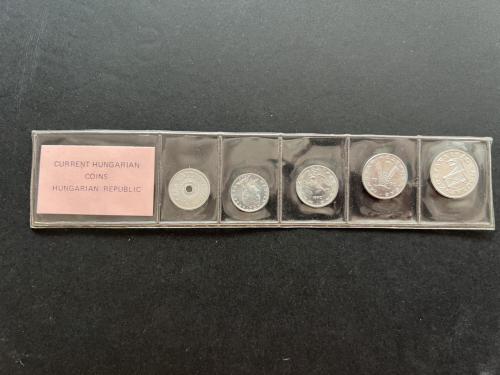 CURRENT HUNGARIAN
COINS
HUNGARIAN REPUBLIC